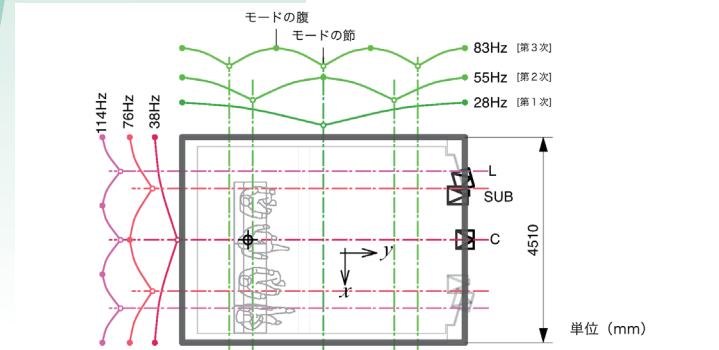 モードの腹
モードの節
83Hz [第3次]
55Hz [第2次]
28Hz [第1次]
114Hz
76Hz
38Hz
L
SUB
C
y
x
4510
単位（mm）